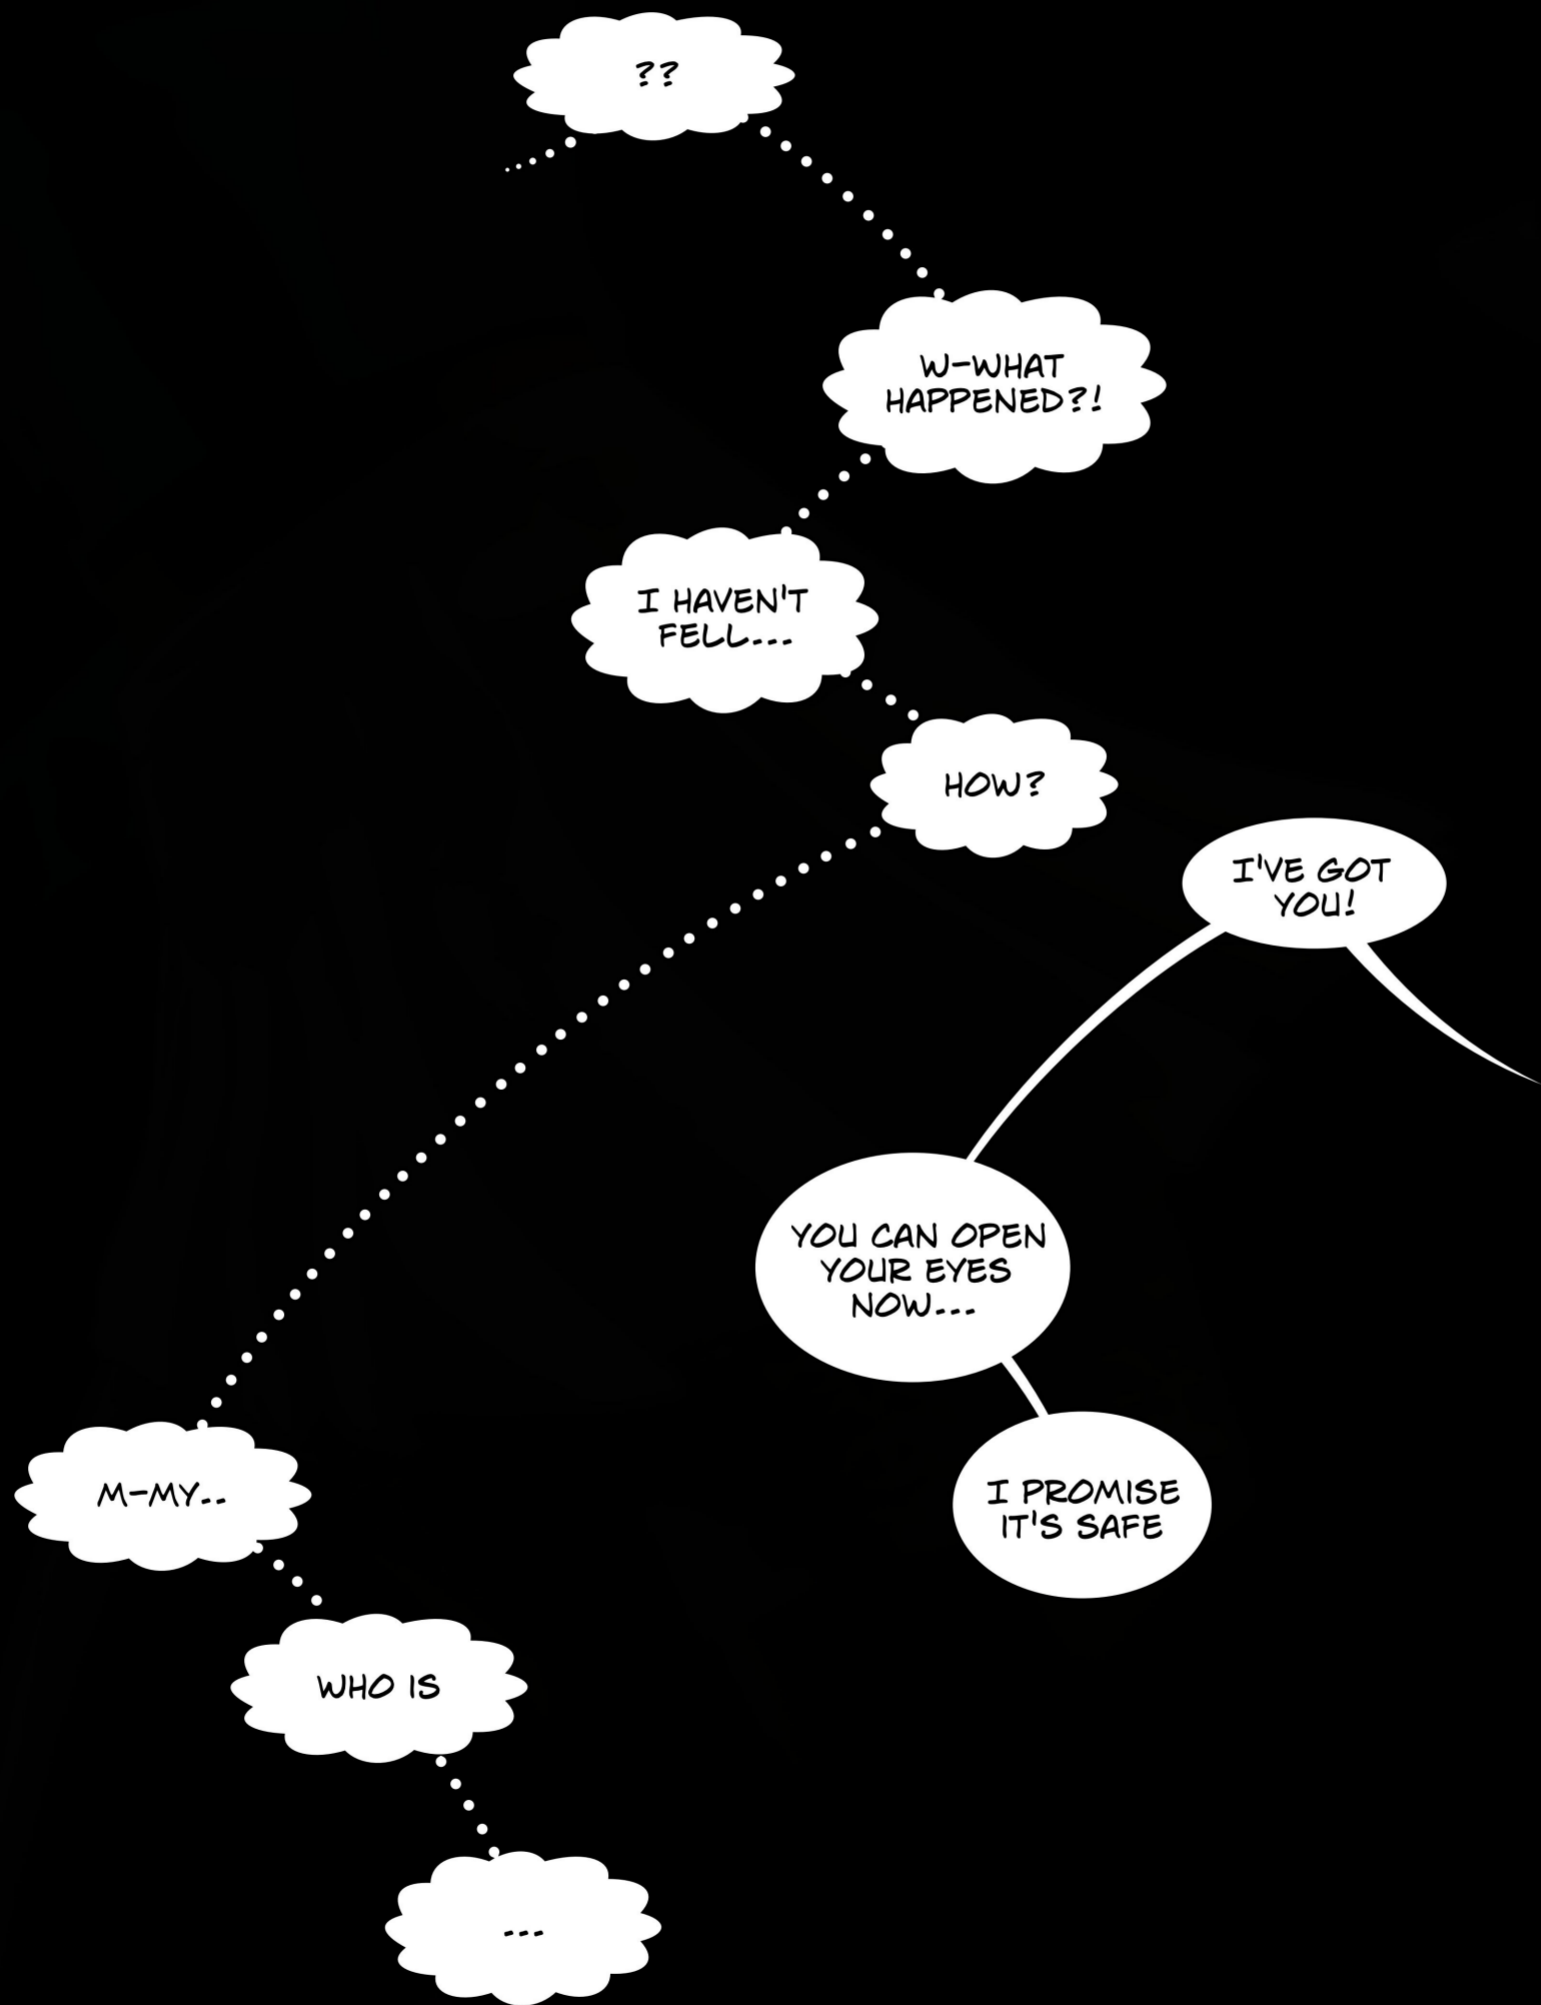 ??
W-WHAT
HAPPENED?!
I HAVEN'T
FELL...
HOW?
I'VE GOT
YOU!
YOU CAN OPEN
YOUR EYES
NOW...
I PROMISE
IT'S SAFE
M-MY..
WHO IS
...